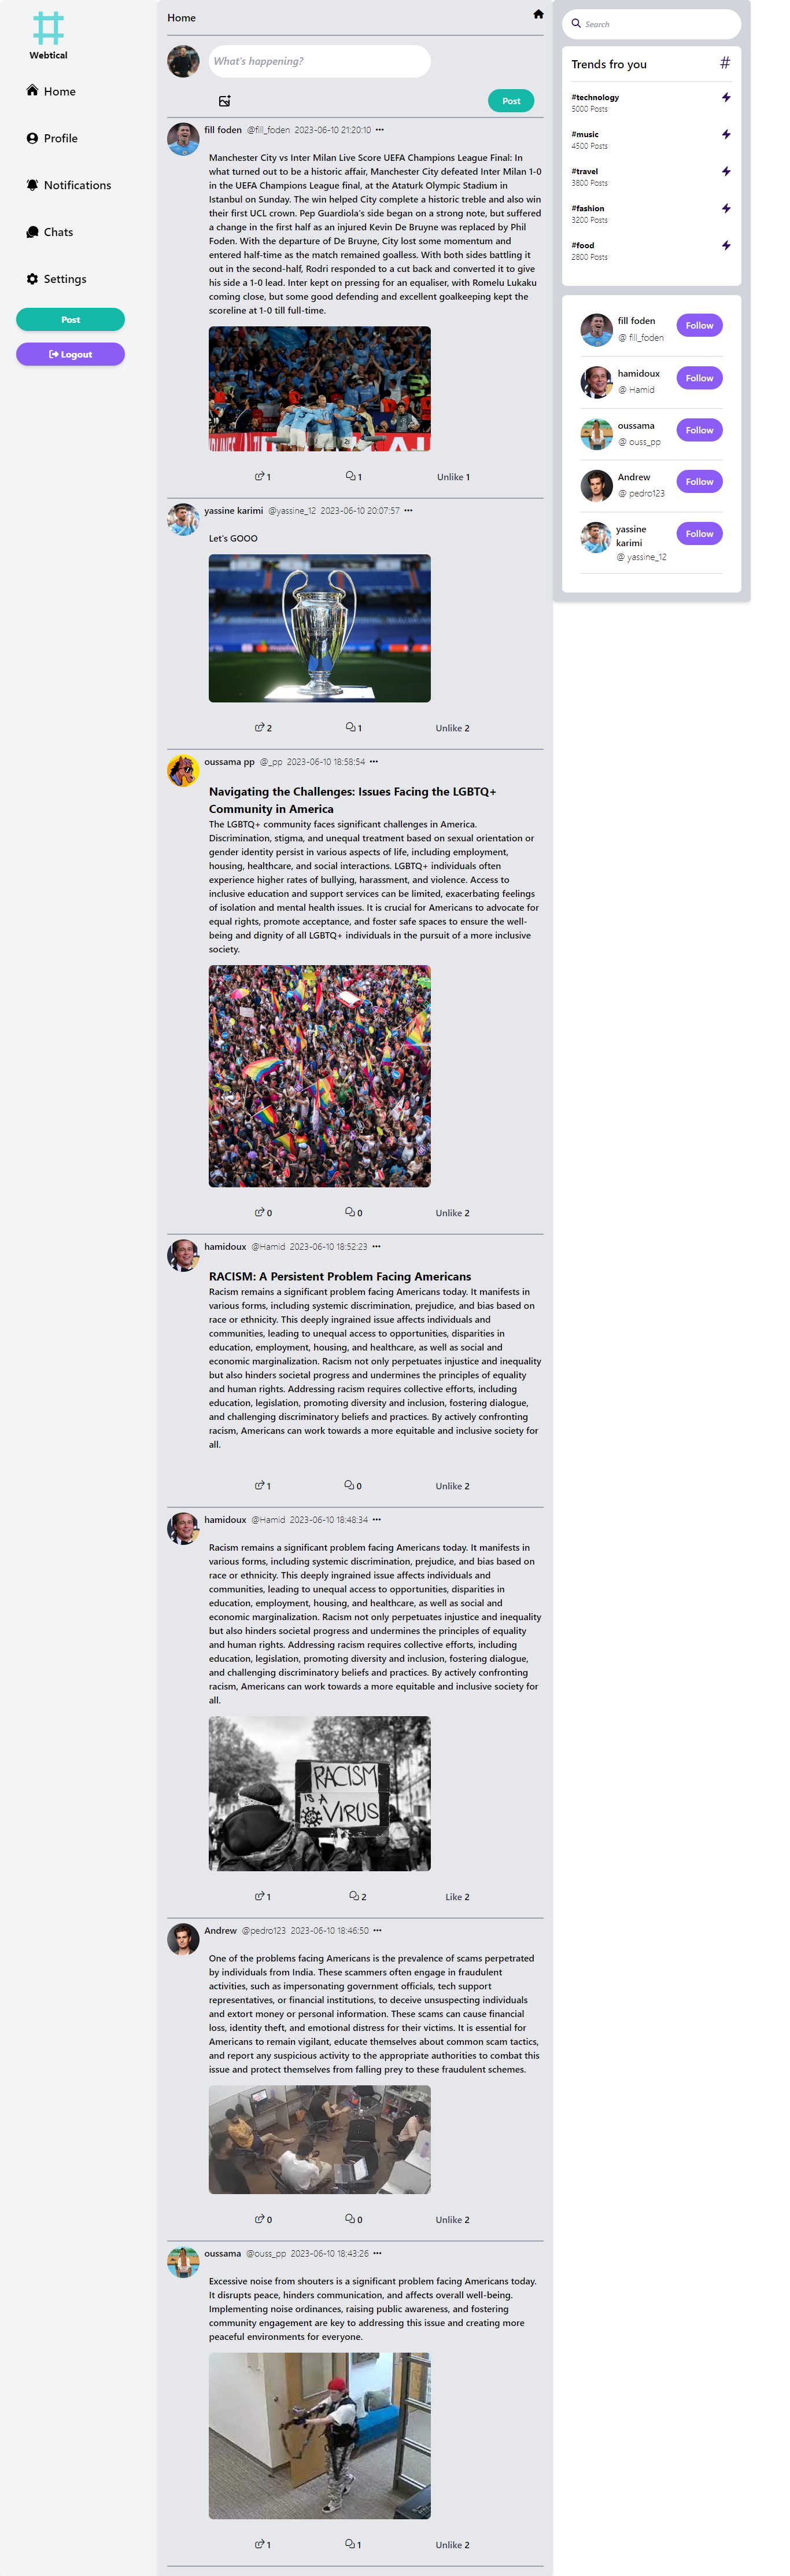 Webtical
Home
Profile
Notifications
Chats
Settings
Post
Logout
Home
What's happening?
Post
fill foden @fill_foden 2023-06-10 21:20:10
Manchester City vs Inter Milan Live Score UEFA Champions League Final: In
what turned out to be a historic affair, Manchester City defeated Inter Milan 1-0
in the UEFA Champions League final, at the Ataturk Olympic Stadium in
Istanbul on Sunday. The win helped City complete a historic treble and also win
their first UCL crown. Pep Guardiola's side began on a strong note, but suffered
a change in the first half as an injured Kevin De Bruyne was replaced by Phil
Foden. With the departure of De Bruyne, City lost some momentum and
entered half-time as the match remained goalless. With both sides battling it
out in the second-half, Rodri responded to a cut back and converted it to give
his side a 1-0 lead. Inter kept on pressing for an equaliser, with Romelu Lukaku
coming close, but some good defending and excellent goalkeeping kept the
scoreline at 1-0 till full-time.
1 1 Unlike 1
yassine karimi @yassine_12 2023-06-10 20:07:57
Let's GOOO
2 1 Unlike 2
oussama pp @_pp 2023-06-10 18:58:54
Navigating the Challenges: Issues Facing the LGBTQ+
Community in America
The LGBTQ+ community faces significant challenges in America.
Discrimination, stigma, and unequal treatment based on sexual orientation or
gender identity persist in various aspects of life, including employment,
housing, healthcare, and social interactions. LGBTQ+ individuals often
experience higher rates of bullying, harassment, and violence. Access to
inclusive education and support services can be limited, exacerbating feelings
of isolation and mental health issues. It is crucial for Americans to advocate for
equal rights, promote acceptance, and foster safe spaces to ensure the well-
being and dignity of all LGBTQ+ individuals in the pursuit of a more inclusive
society.
0 0 Unlike 2
hamidoux @Hamid 2023-06-10 18:52:23
RACISM: A Persistent Problem Facing Americans
Racism remains a significant problem facing Americans today. It manifests in
various forms, including systemic discrimination, prejudice, and bias based on
race or ethnicity. This deeply ingrained issue affects individuals and
communities, leading to unequal access to opportunities, disparities in
education, employment, housing, and healthcare, as well as social and
economic marginalization. Racism not only perpetuates injustice and inequality
but also hinders societal progress and undermines the principles of equality
and human rights. Addressing racism requires collective efforts, including
education, legislation, promoting diversity and inclusion, fostering dialogue,
and challenging discriminatory beliefs and practices. By actively confronting
racism, Americans can work towards a more equitable and inclusive society for
all.
1 0 Unlike 2
hamidoux @Hamid 2023-06-10 18:48:34
Racism remains a significant problem facing Americans today. It manifests in
various forms, including systemic discrimination, prejudice, and bias based on
race or ethnicity. This deeply ingrained issue affects individuals and
communities, leading to unequal access to opportunities, disparities in
education, employment, housing, and healthcare, as well as social and
economic marginalization. Racism not only perpetuates injustice and inequality
but also hinders societal progress and undermines the principles of equality
and human rights. Addressing racism requires collective efforts, including
education, legislation, promoting diversity and inclusion, fostering dialogue,
and challenging discriminatory beliefs and practices. By actively confronting
racism, Americans can work towards a more equitable and inclusive society for
all.
RACISM
IS A
VIRUS
1 2 Like 2
Andrew @pedro123 2023-06-10 18:46:50
One of the problems facing Americans is the prevalence of scams perpetrated
by individuals from India. These scammers often engage in fraudulent
activities, such as impersonating government officials, tech support
representatives, or financial institutions, to deceive unsuspecting individuals
and extort money or personal information. These scams can cause financial
loss, identity theft, and emotional distress for their victims. It is essential for
Americans to remain vigilant, educate themselves about common scam tactics,
and report any suspicious activity to the appropriate authorities to combat this
issue and protect themselves from falling prey to these fraudulent schemes.
0 0 Unlike 2
oussama @ouss_pp 2023-06-10 18:43:26
Excessive noise from shouters is a significant problem facing Americans today.
It disrupts peace, hinders communication, and affects overall well-being.
Implementing noise ordinances, raising public awareness, and fostering
community engagement are key to addressing this issue and creating more
peaceful environments for everyone.
1 1 Unlike 2
Search
Trends fro you #
#technology
5000 Posts
#music
4500 Posts
#travel
3800 Posts
#fashion
3200 Posts
#food
2800 Posts
fill foden
@ fill_foden
Follow
hamidoux
@ Hamid
Follow
oussama
@ ouss_pp
Follow
Andrew
@ pedro123
Follow
yassine
karimi
@ yassine_12
Follow